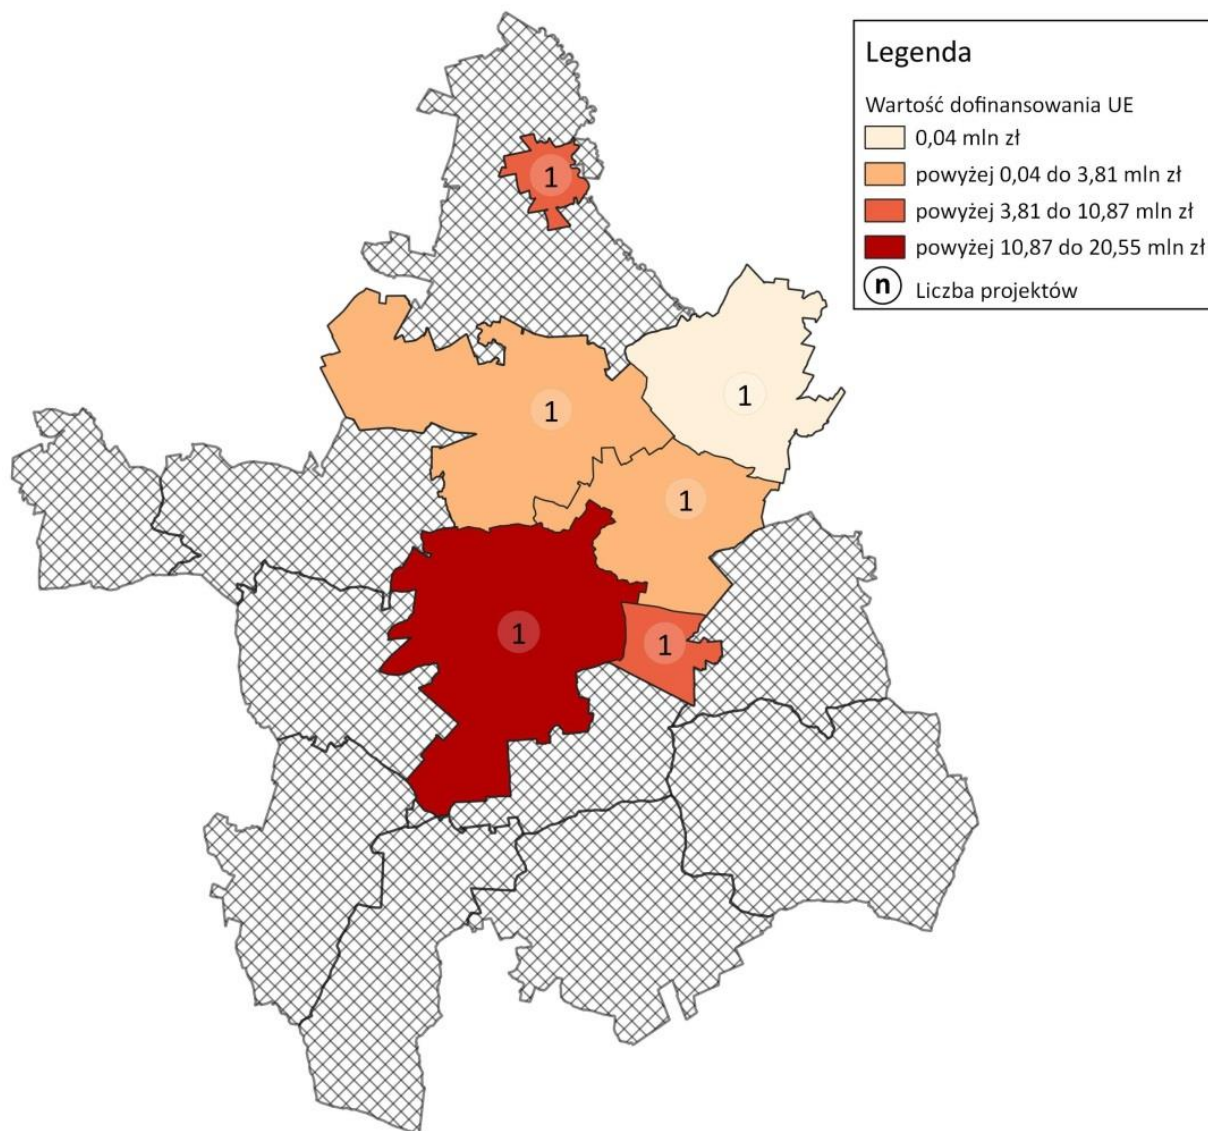 Legenda
Wartość dofinansowania UE
0,04 mln zł
powyżej 0,04 do 3,81 mln zł
powyżej 3,81 do 10,87 mln zł
powyżej 10,87 do 20,55 mln zł
n Liczba projektów
1
1
1
1
1
1